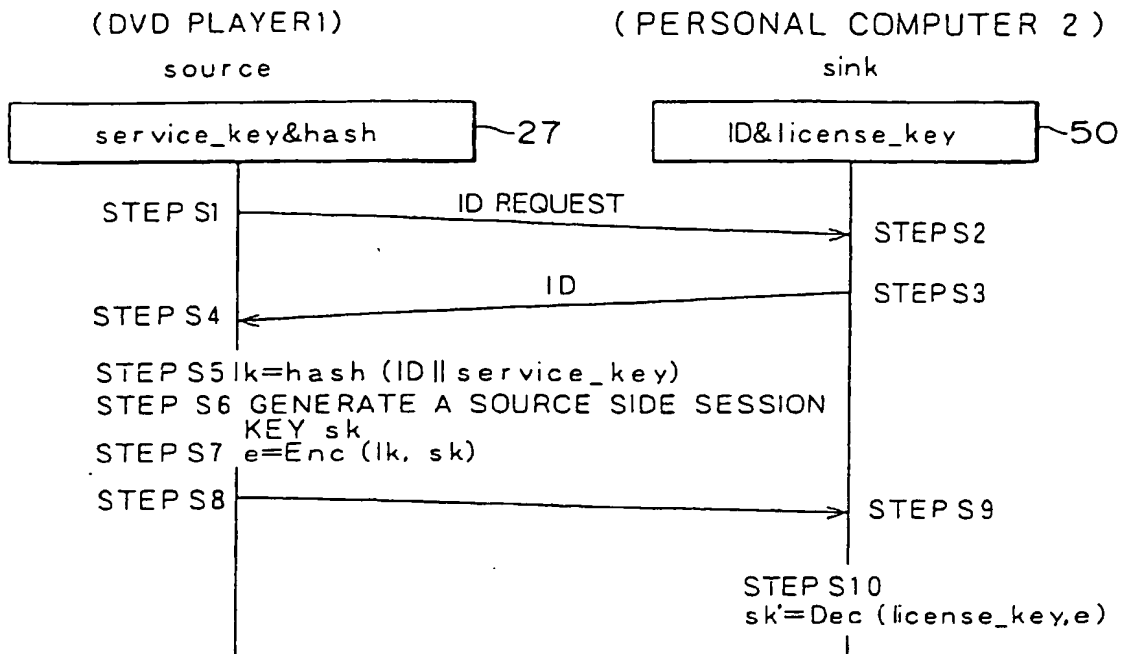 (DVD PLAYER1)
(PERSONAL COMPUTER 2)
source
sink
service_key&hash
27
ID&license_key
50
STEP S1
ID REQUEST
STEP S2
ID
STEP S3
STEP S4
STEP S5 lk=hash (ID || service_key)
STEP S6 GENERATE A SOURCE SIDE SESSION
KEY sk
STEP S7 e=Enc (lk, sk)
STEP S8
STEP S9
STEP S10
sk'=Dec (license_key,e)